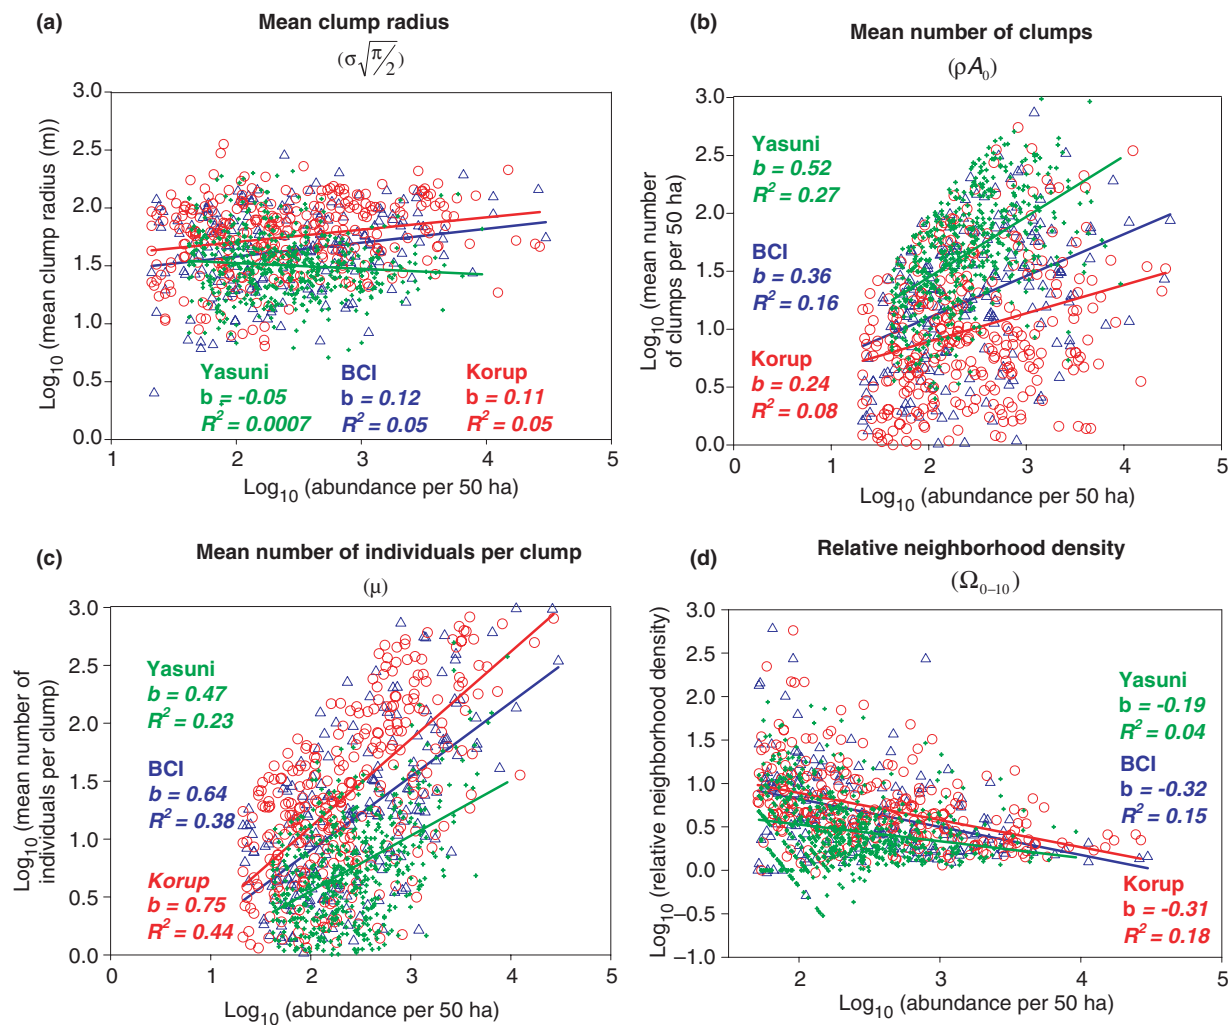 (a)
Mean clump radius
(σ√π/2)
Log10 (mean clump radius (m))
3.0
2.5
2.0
1.5
1.0
0.5
0.0
Yasuni
b = -0.05
R2 = 0.0007
BCI
b = 0.12
R2 = 0.05
Korup
b = 0.11
R2 = 0.05
1 2 3 4 5
Log10 (abundance per 50 ha)
(b)
Mean number of clumps
(ρA0)
Log10 (mean number
of clumps per 50 ha)
3.0
2.5
2.0
1.5
1.0
0.5
0.0
Yasuni
b = 0.52
R2 = 0.27
BCI
b = 0.36
R2 = 0.16
Korup
b = 0.24
R2 = 0.08
0 1 2 3 4 5
Log10 (abundance per 50 ha)
(c)
Mean number of individuals per clump
(μ)
Log10 (mean number of
individuals per clump)
3.0
2.5
2.0
1.5
1.0
0.5
0.0
Yasuni
b = 0.47
R2 = 0.23
BCI
b = 0.64
R2 = 0.38
Korup
b = 0.75
R2 = 0.44
0 1 2 3 4 5
Log10 (abundance per 50 ha)
(d)
Relative neighborhood density
(Ω0–10)
Log10 (relative neighborhood density)
3.0
2.5
2.0
1.5
1.0
0.5
0.0
–0.5
–1.0
Yasuni
b = -0.19
R2 = 0.04
BCI
b = -0.32
R2 = 0.15
Korup
b = -0.31
R2 = 0.18
2 3 4 5
Log10 (abundance per 50 ha)